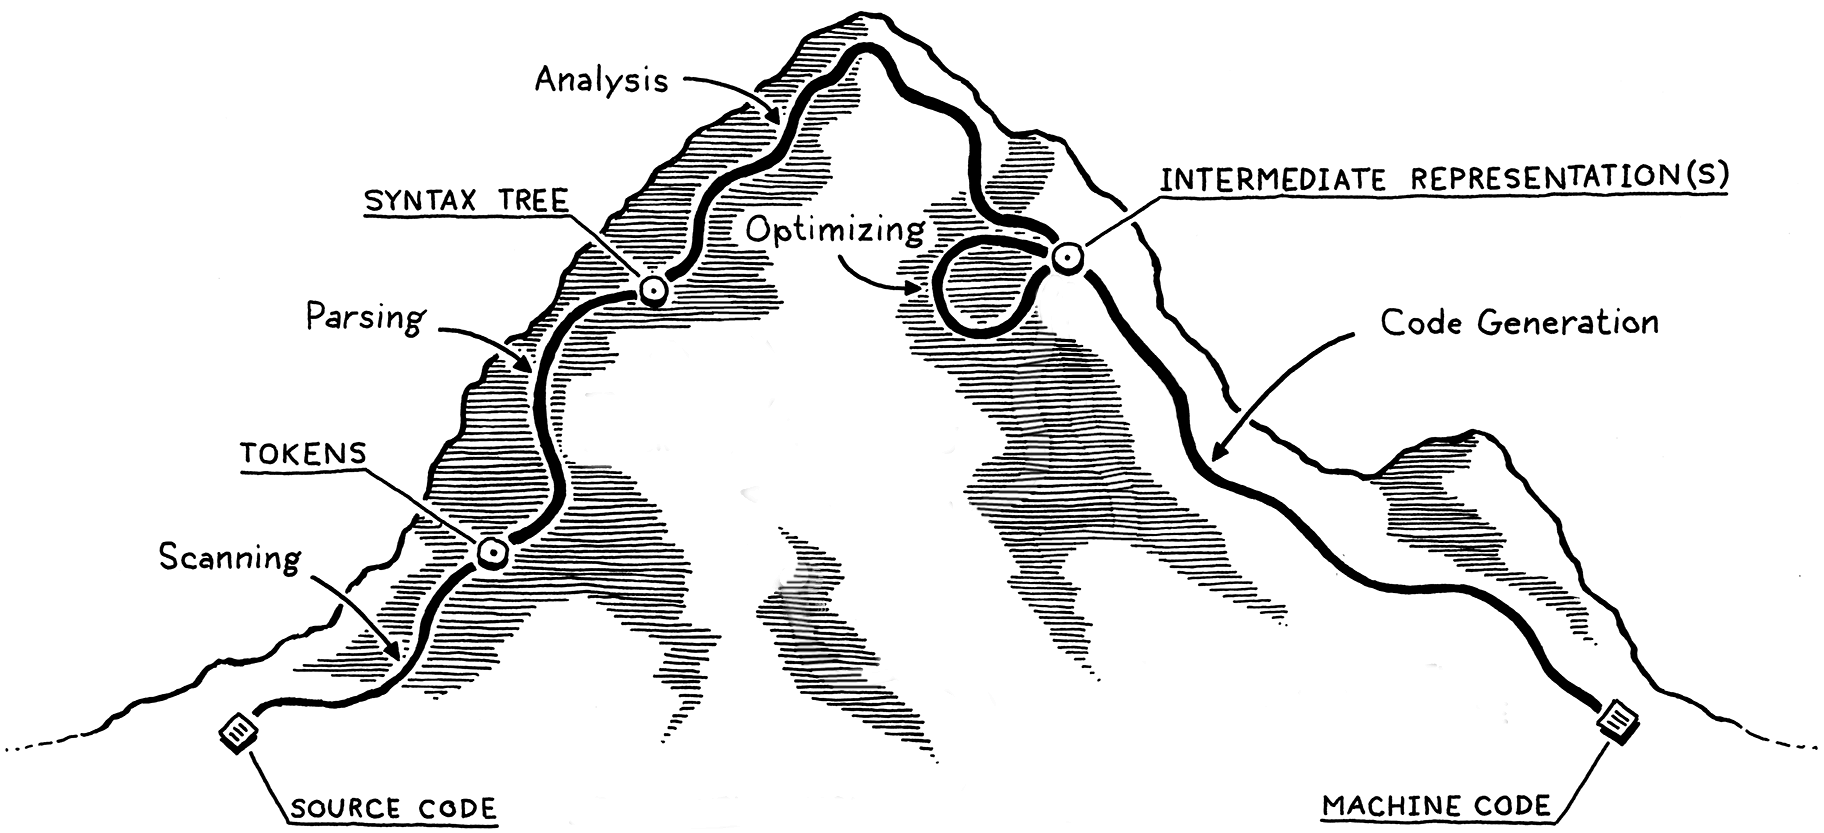 Analysis
INTERMEDIATE REPRESENTATION(S)
SYNTAX TREE
Optimizing
Parsing
Code Generation
TOKENS
Scanning
SOURCE CODE
MACHINE CODE